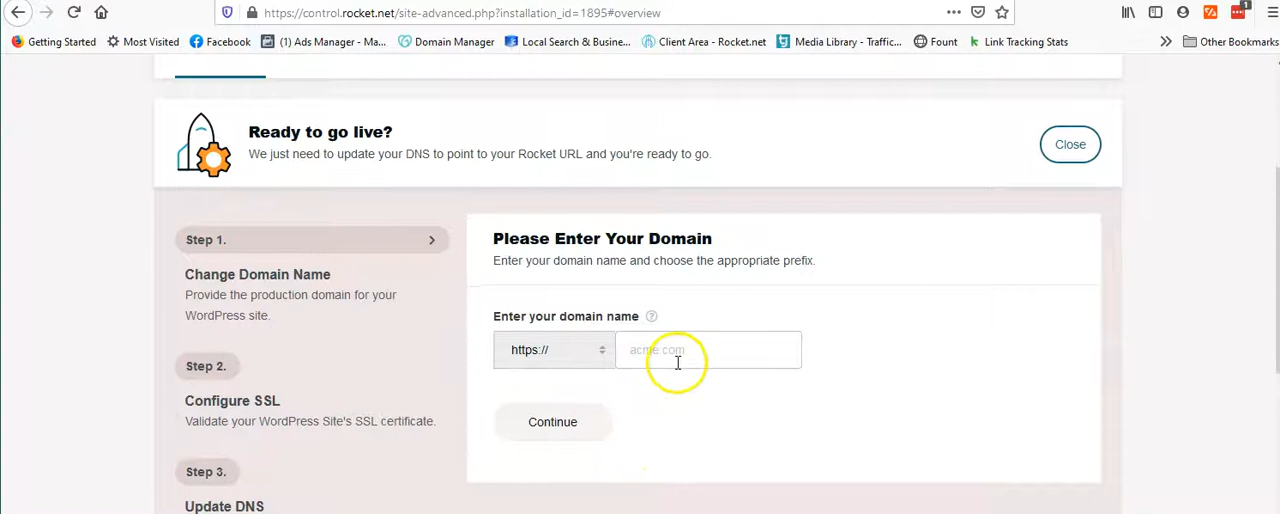 https://control.rocket.net/site-advanced.php?installation_id=1895#overview
1
Getting Started
Most Visited
Facebook
(1) Ads Manager - Ma...
Domain Manager
Local Search & Busine...
Client Area - Rocket.net
Media Library - Traffic...
Fount
Link Tracking Stats
Other Bookmarks
Ready to go live?
We just need to update your DNS to point to your Rocket URL and you're ready to go.
Close
Step 1.
Change Domain Name
Provide the production domain for your
WordPress site.
Step 2.
Configure SSL
Validate your WordPress Site's SSL certificate.
Step 3.
Update DNS
Please Enter Your Domain
Enter your domain name and choose the appropriate prefix.
Enter your domain name
https://
acme.com
Continue